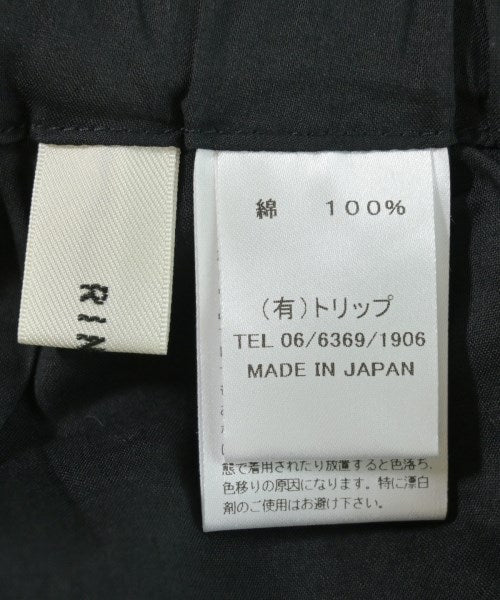 RIN
綿 100%
(有)トリップ
TEL 06/6369/1906
MADE IN JAPAN
態で着用されたり放置すると色落ち、
色移りの原因になります。特に漂白
剤のご使用はお避け下さい。